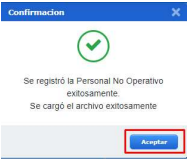 Confirmacion
Se registró la Personal No Operativo
exitosamente.
Se cargó el archivo exitosamente
Aceptar